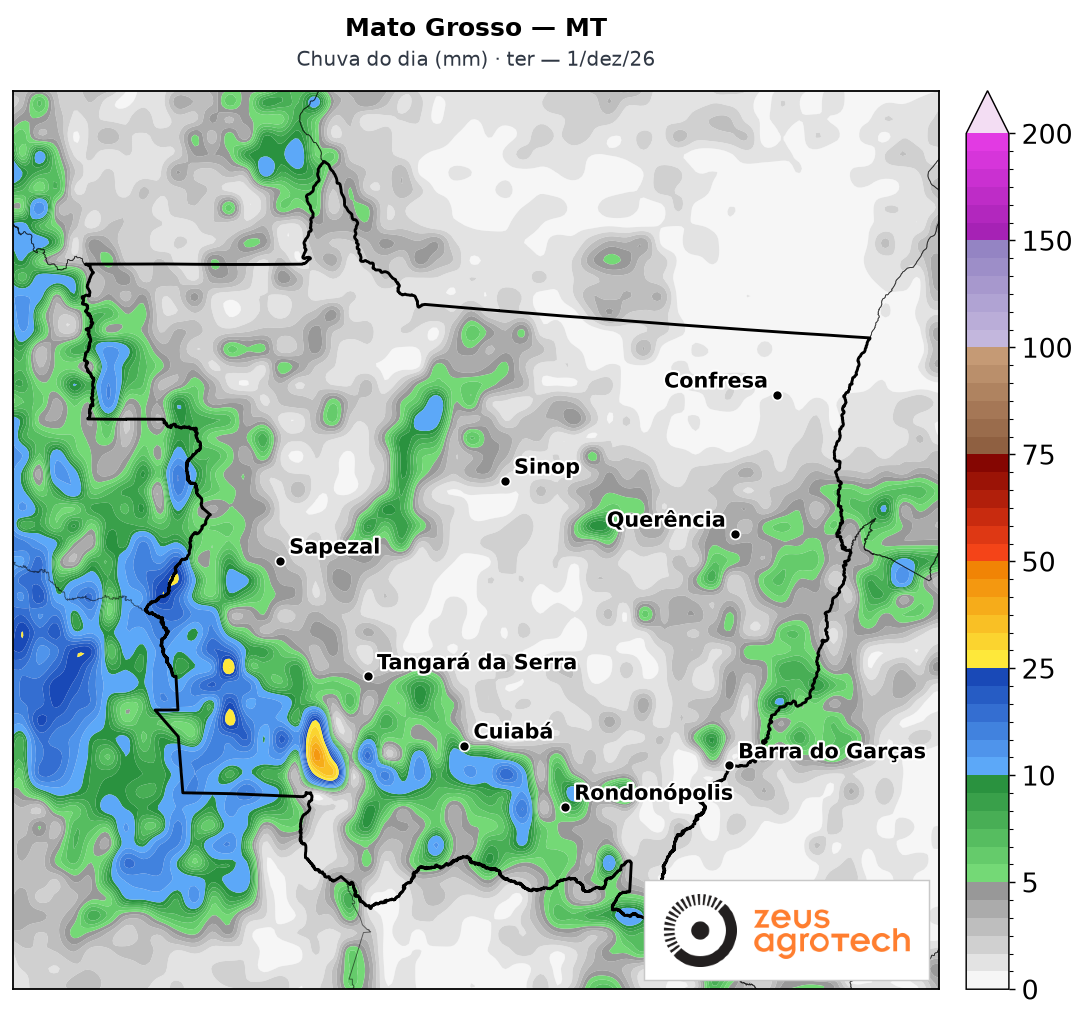 Mato Grosso — MT
Chuva do dia (mm) · ter — 1/dez/26
200
150
100
75
50
25
10
5
0
Confresa
Sinop
Querência
Sapezal
Tangará da Serra
Cuiabá
Barra do Garças
Rondonópolis
zeus
agrotech